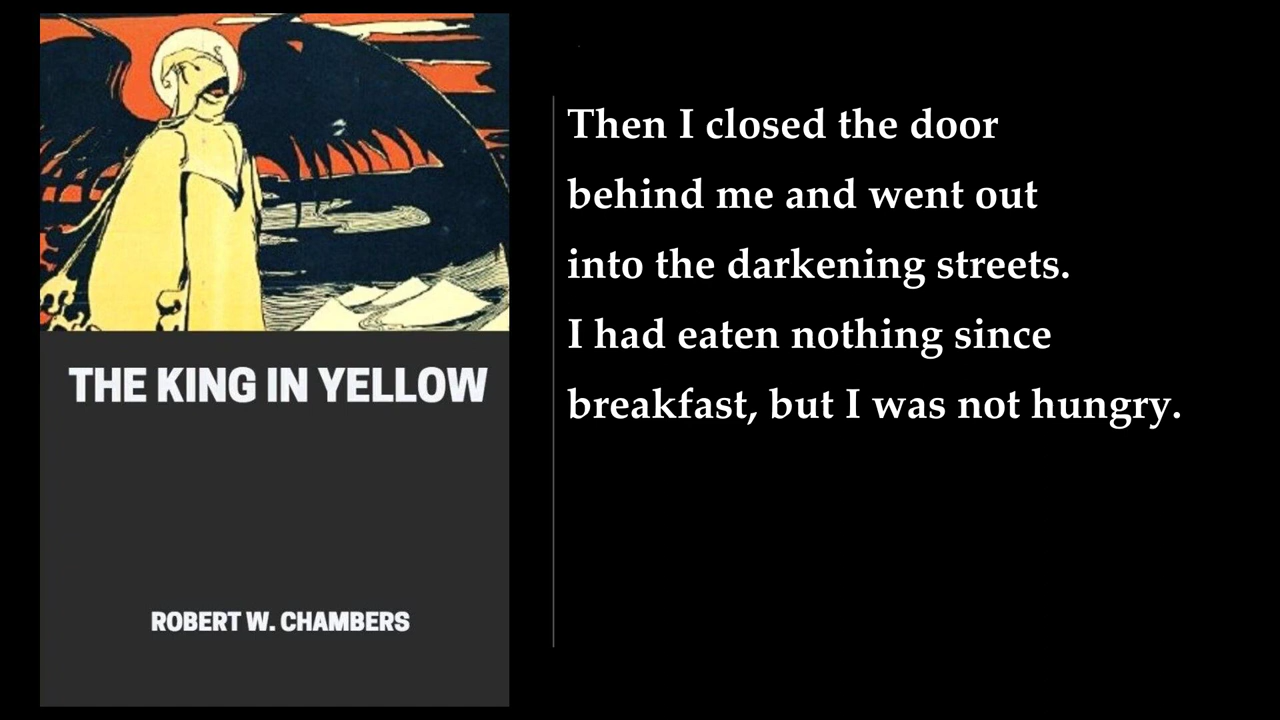 THE KING IN YELLOW
ROBERT W. CHAMBERS
Then I closed the door
behind me and went out
into the darkening streets.
I had eaten nothing since
breakfast, but I was not hungry.